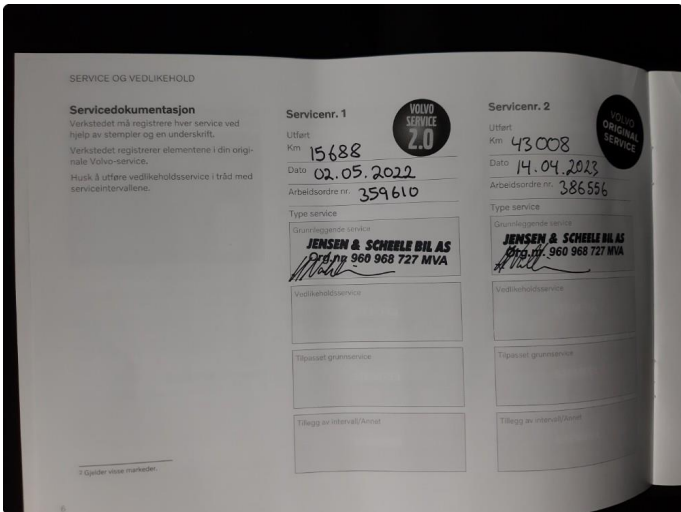 SERVICE OG VEDLIKEHOLD
Servicedokumentasjon
Verkstedet må registrere hver service ved
hjelp av stempler og en underskrift.
Verkstedet registrerer elementene i din origi-
nale Volvo-service.
Husk å utføre vedlikeholdsservice i tråd med
serviceintervallene.
Servicenr. 1
VOLVO
SERVICE
2.0
Utført
Km 15688
Dato 02.05.2022
Arbeidsordre nr. 359610
Type service
Grunnleggende service
JENSEN & SCHEELE BIL AS
Org.nr. 960 968 727 MVA
Vedlikeholdsservice
Tilpasset grunnservice
Tillegg av intervall/Annet
Servicenr. 2
VOLVO
ORIGINAL
SERVICE
Utført
Km 43008
Dato 14.04.2023
Arbeidsordre nr. 386556
Type service
Grunnleggende service
JENSEN & SCHEELE BIL AS
Org.nr. 960 968 727 MVA
Vedlikeholdsservice
Tilpasset grunnservice
Tillegg av intervall/Annet
Gjelder visse markeder.
6